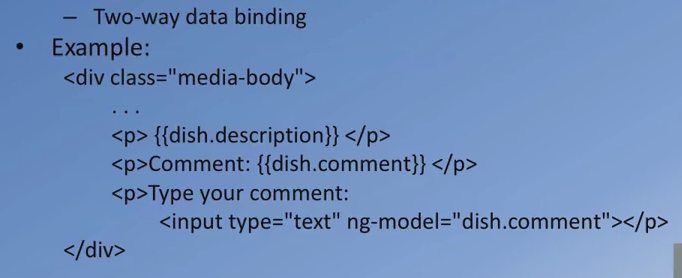 – Two-way data binding
• Example:
<div class="media-body">
. . .
<p> {{dish.description}} </p>
<p>Comment: {{dish.comment}} </p>
<p>Type your comment:
<input type="text" ng-model="dish.comment"></p>
</div>